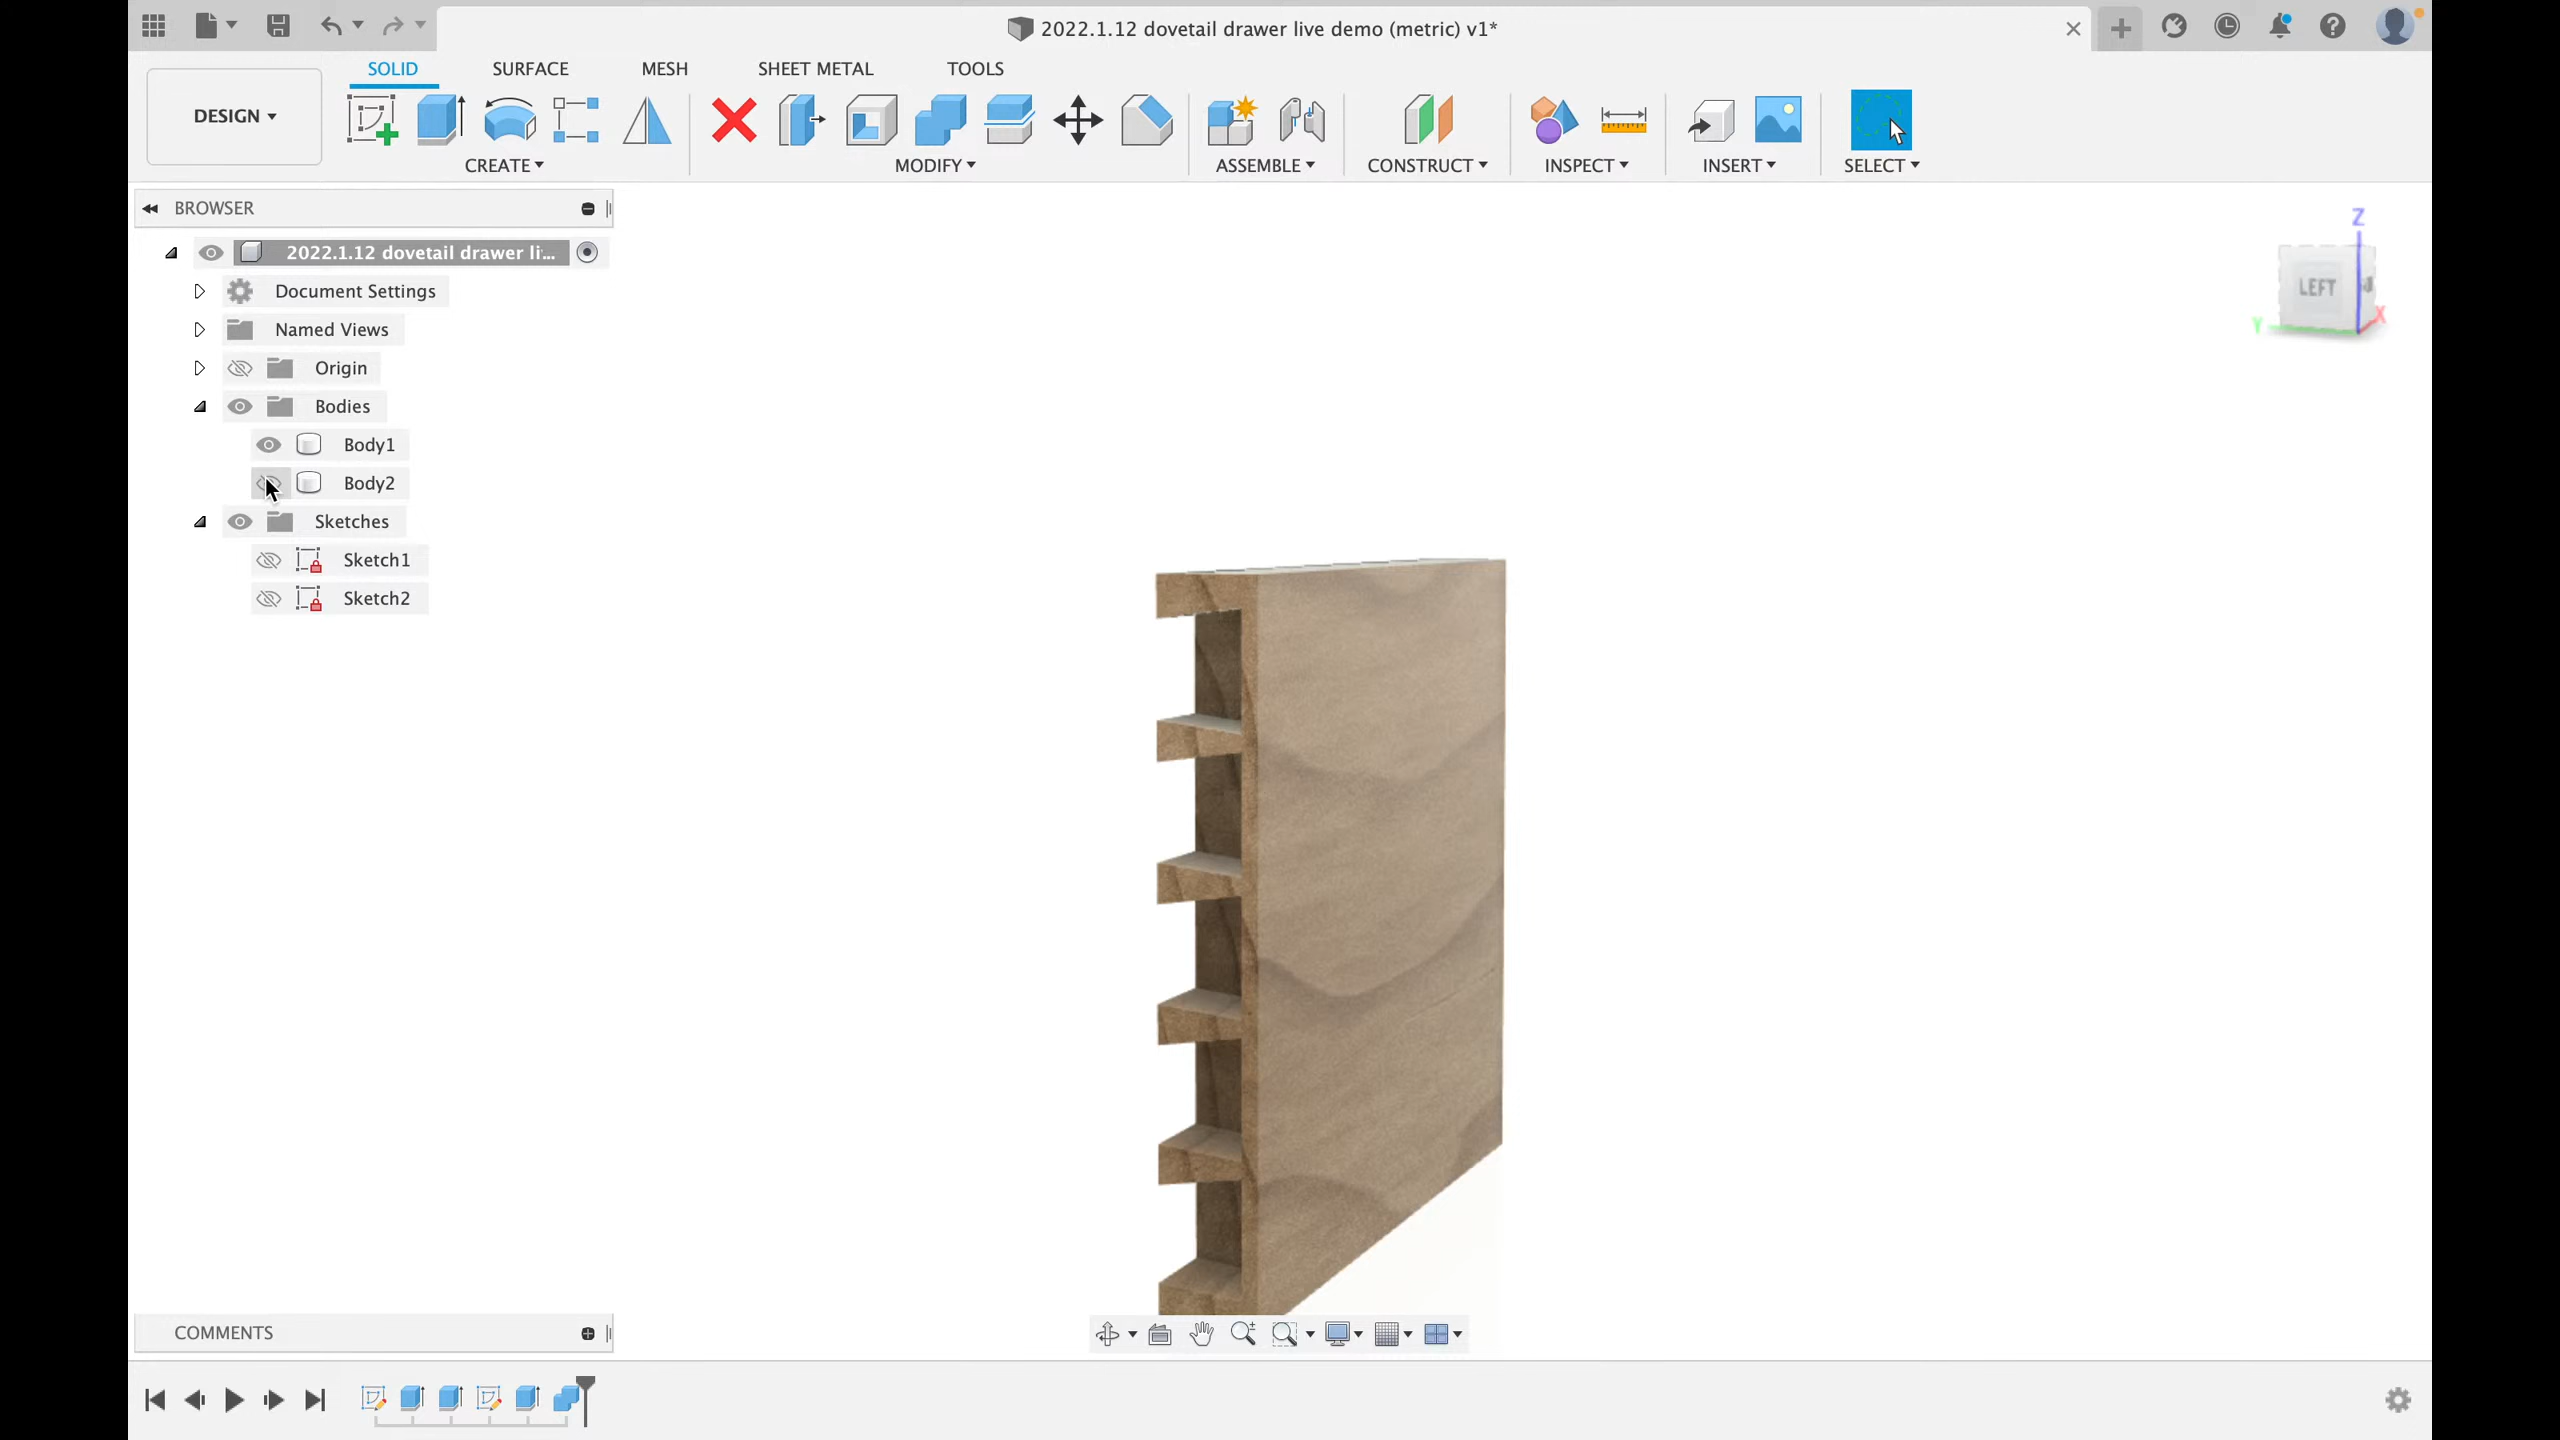 2022.1.12 dovetail drawer live demo (metric) v1*
SOLID SURFACE MESH SHEET METAL TOOLS
DESIGN
CREATE MODIFY ASSEMBLE CONSTRUCT INSPECT INSERT SELECT
BROWSER
2022.1.12 dovetail drawer li...
Document Settings
Named Views
Origin
Bodies
Body1
Body2
Sketches
Sketch1
Sketch2
Z
LEFT
Y X
COMMENTS